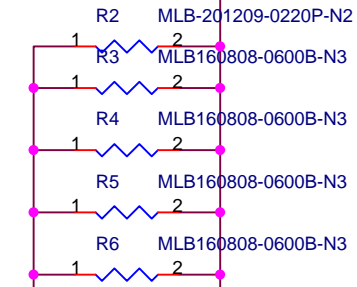 R2 MLB-201209-0220P-N2
1 2
R3 MLB160808-0600B-N3
1 2
R4 MLB160808-0600B-N3
1 2
R5 MLB160808-0600B-N3
1 2
R6 MLB160808-0600B-N3
1 2